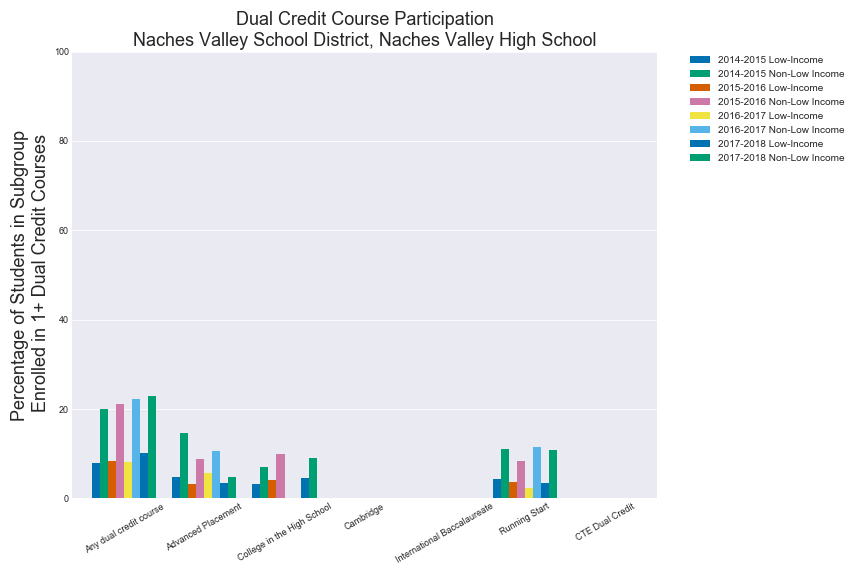 Dual Credit Course Participation
Naches Valley School District, Naches Valley High School
Percentage of Students in Subgroup
Enrolled in 1+ Dual Credit Courses
100
80
60
40
20
0
Any dual credit course
Advanced Placement
College in the High School
Cambridge
International Baccalaureate
Running Start
CTE Dual Credit
2014-2015 Low-Income
2014-2015 Non-Low Income
2015-2016 Low-Income
2015-2016 Non-Low Income
2016-2017 Low-Income
2016-2017 Non-Low Income
2017-2018 Low-Income
2017-2018 Non-Low Income